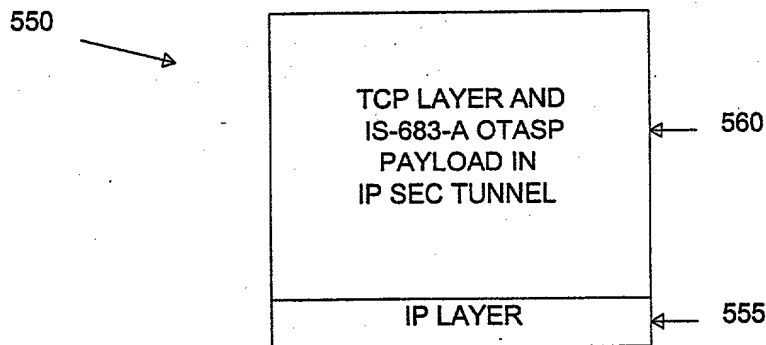 550
TCP LAYER AND
IS-683-A OTASP
PAYLOAD IN
IP SEC TUNNEL
560
IP LAYER
555